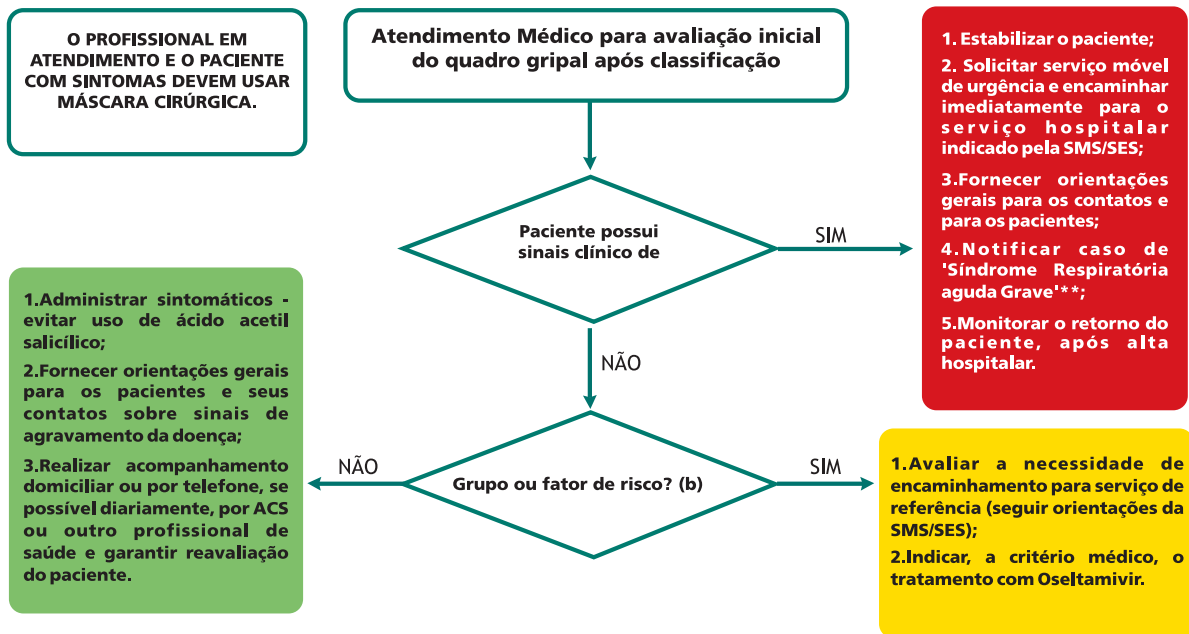 O PROFISSIONAL EM
ATENDIMENTO E O PACIENTE
COM SINTOMAS DEVEM USAR
MÁSCARA CIRÚRGICA.
Atendimento Médico para avaliação inicial
do quadro gripal após classificação
1. Estabilizar o paciente;
2. Solicitar serviço móvel
de urgência e encaminhar
imediatamente para o
serviço hospitalar
indicado pela SMS/SES;
3.Fornecer orientações
gerais para os contatos e
para os pacientes;
4.Notificar caso de
'Síndrome Respiratória
aguda Grave'**;
5.Monitorar o retorno do
paciente, após alta
hospitalar.
Paciente possui
sinais clínico de
SIM
NÃO
1.Administrar sintomáticos -
evitar uso de ácido acetil
salicílico;
2.Fornecer orientações gerais
para os pacientes e seus
contatos sobre sinais de
agravamento da doença;
3.Realizar acompanhamento
domiciliar ou por telefone, se
possível diariamente, por ACS
ou outro profissional de
saúde e garantir reavaliação
do paciente.
NÃO
Grupo ou fator de risco? (b)
SIM
1.Avaliar a necessidade de
encaminhamento para serviço de
referência (seguir orientações da
SMS/SES);
2.Indicar, a critério médico, o
tratamento com Oseltamivir.